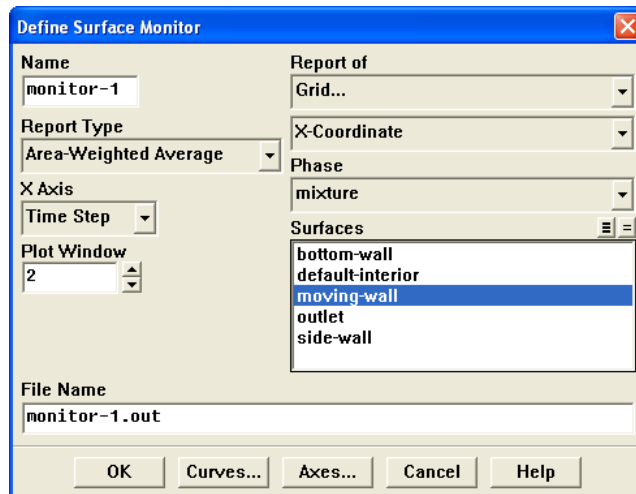 Define Surface Monitor
Name
monitor-1
Report Type
Area-Weighted Average
X Axis
Time Step
Plot Window
2
Report of
Grid...
X-Coordinate
Phase
mixture
Surfaces
bottom-wall
default-interior
moving-wall
outlet
side-wall
File Name
monitor-1.out
OK Curves... Axes... Cancel Help